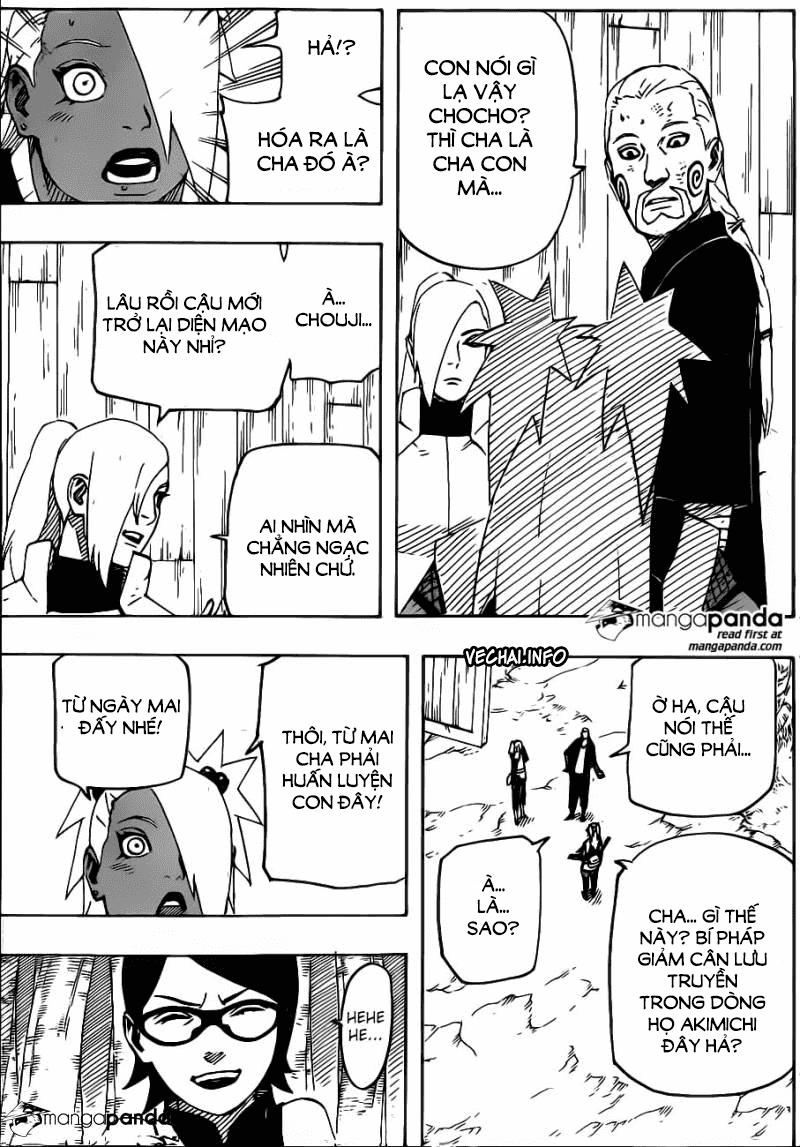 CON NÓI GÌ
LẠ VẬY
CHOCHO?
THÌ CHA LÀ
CHA CON
MÀ...
HẢ!?
HÓA RA LÀ
CHA ĐÓ À?
À...
CHOUJI...
LÂU RỒI CẬU MỚI
TRỞ LẠI DIỆN MẠO
NÀY NHỈ?
AI NHÌN MÀ
CHẲNG NGẠC
NHIÊN CHỨ.
mangapanda
read first at
mangapanda.com
VECHAI.INFO
Ờ HA, CẬU
NÓI THẾ
CŨNG PHẢI...
CHA... GÌ THẾ
NÀY? BÍ PHÁP
GIẢM CÂN LƯU
TRUYỀN
TRONG DÒNG
HỌ AKIMICHI
ĐÂY HẢ?
À...
LÀ...
SAO?
THÔI, TỪ MAI
CHA PHẢI
HUẤN LUYỆN
CON ĐẤY!
TỪ NGÀY MAI
ĐẤY NHÉ!
HEHE
HE...
mangapanda